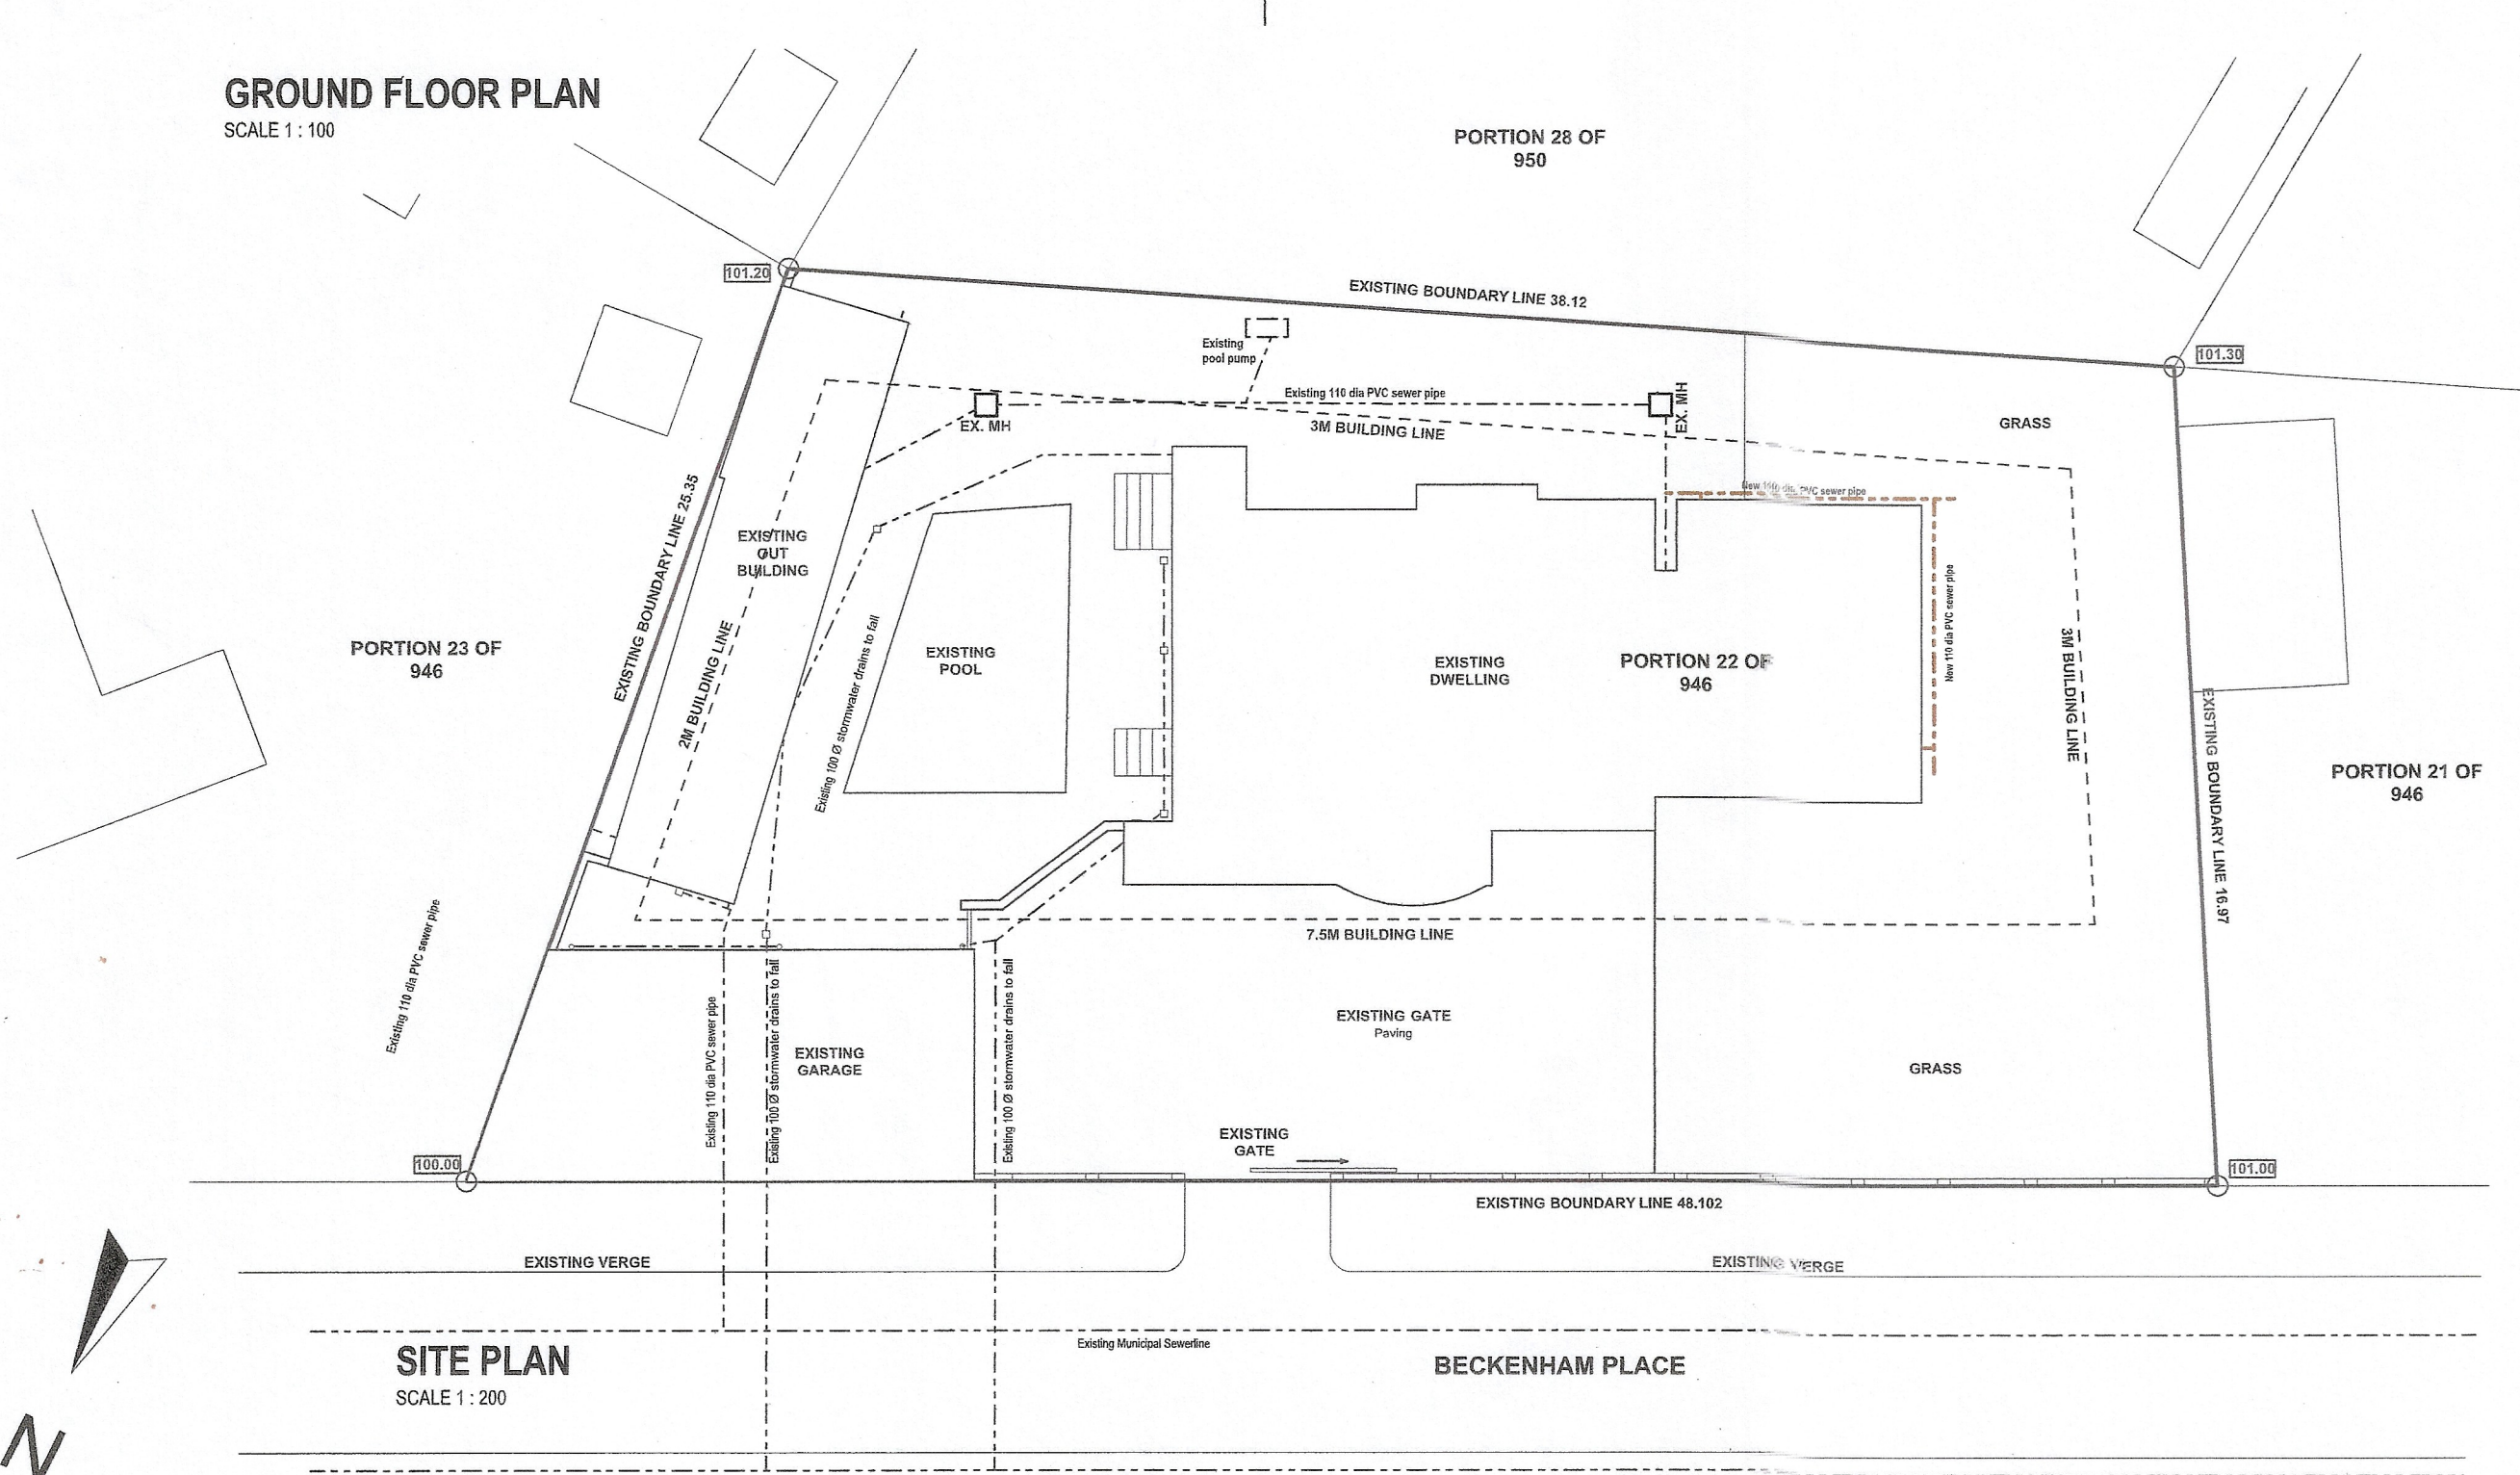 GROUND FLOOR PLAN
SCALE 1 : 100
PORTION 28 OF
950
101.20
EXISTING BOUNDARY LINE 38.12
101.30
Existing
pool pump
Existing 110 dia PVC sewer pipe
EX. MH
EX. MH
3M BUILDING LINE
GRASS
New 110 dia PVC sewer pipe
EXISTING BOUNDARY LINE 25.35
EXISTING
OUT
BUILDING
2M BUILDING LINE
Existing 100 Ø stormwater drains to fall
EXISTING
POOL
EXISTING
DWELLING
PORTION 22 OF
946
New 110 dia PVC sewer pipe
3M BUILDING LINE
EXISTING BOUNDARY LINE 16.97
PORTION 23 OF
946
PORTION 21 OF
946
7.5M BUILDING LINE
Existing 110 dia PVC sewer pipe
Existing 110 dia PVC sewer pipe
Existing 100 Ø stormwater drains to fall
EXISTING
GARAGE
Existing 100 Ø stormwater drains to fall
EXISTING GATE
Paving
GRASS
EXISTING
GATE
100.00
101.00
EXISTING BOUNDARY LINE 48.102
EXISTING VERGE
EXISTING VERGE
Existing Municipal Sewerline
SITE PLAN
SCALE 1 : 200
BECKENHAM PLACE
N